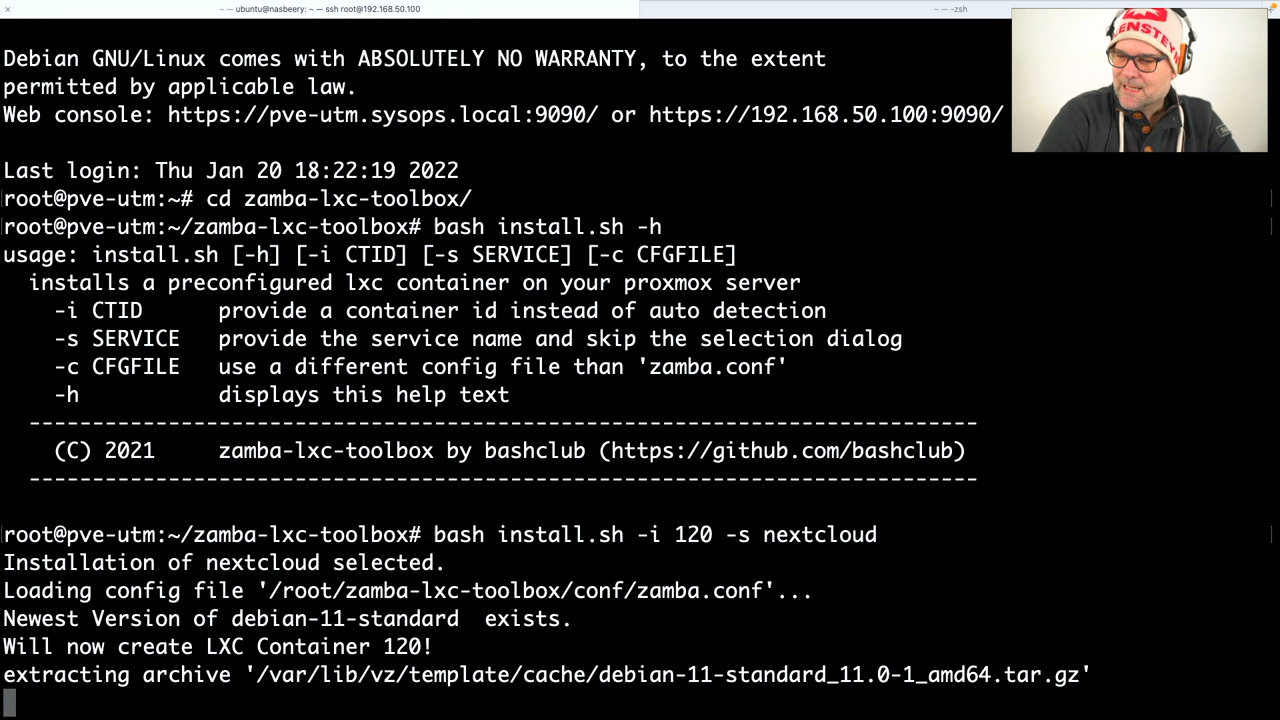 ~ — ubuntu@nasbeery: ~ — ssh root@192.168.50.100
~ — -zsh
Debian GNU/Linux comes with ABSOLUTELY NO WARRANTY, to the extent
permitted by applicable law.
Web console: https://pve-utm.sysops.local:9090/ or https://192.168.50.100:9090/
Last login: Thu Jan 20 18:22:19 2022
root@pve-utm:~# cd zamba-lxc-toolbox/
root@pve-utm:~/zamba-lxc-toolbox# bash install.sh -h
usage: install.sh [-h] [-i CTID] [-s SERVICE] [-c CFGFILE]
installs a preconfigured lxc container on your proxmox server
-i CTID provide a container id instead of auto detection
-s SERVICE provide the service name and skip the selection dialog
-c CFGFILE use a different config file than 'zamba.conf'
-h displays this help text
---------------------------------------------------------------------------
(C) 2021 zamba-lxc-toolbox by bashclub (https://github.com/bashclub)
---------------------------------------------------------------------------
root@pve-utm:~/zamba-lxc-toolbox# bash install.sh -i 120 -s nextcloud
Installation of nextcloud selected.
Loading config file '/root/zamba-lxc-toolbox/conf/zamba.conf'...
Newest Version of debian-11-standard  exists.
Will now create LXC Container 120!
extracting archive '/var/lib/vz/template/cache/debian-11-standard_11.0-1_amd64.tar.gz'